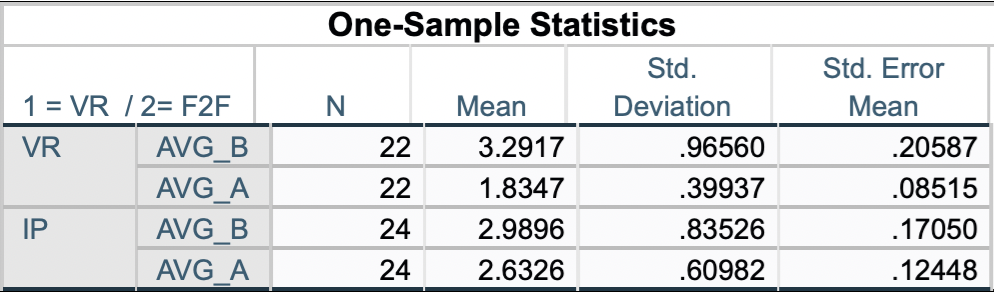 One-Sample Statistics
1 = VR / 2= F2F N Mean Std. Deviation Std. Error Mean
VR AVG_B 22 3.2917 .96560 .20587
AVG_A 22 1.8347 .39937 .08515
IP AVG_B 24 2.9896 .83526 .17050
AVG_A 24 2.6326 .60982 .12448